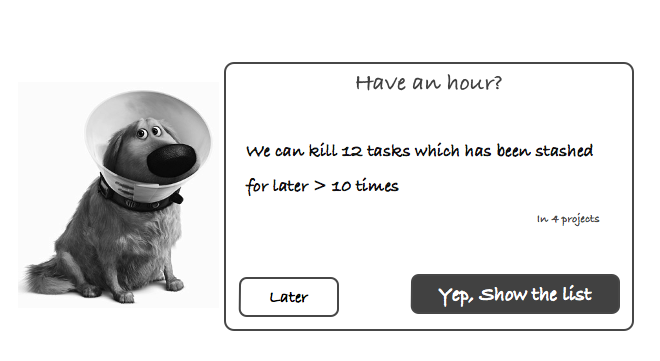 Have an hour?
We can kill 12 tasks which has been stashed
for later > 10 times
In 4 projects
Later
Yep, Show the list